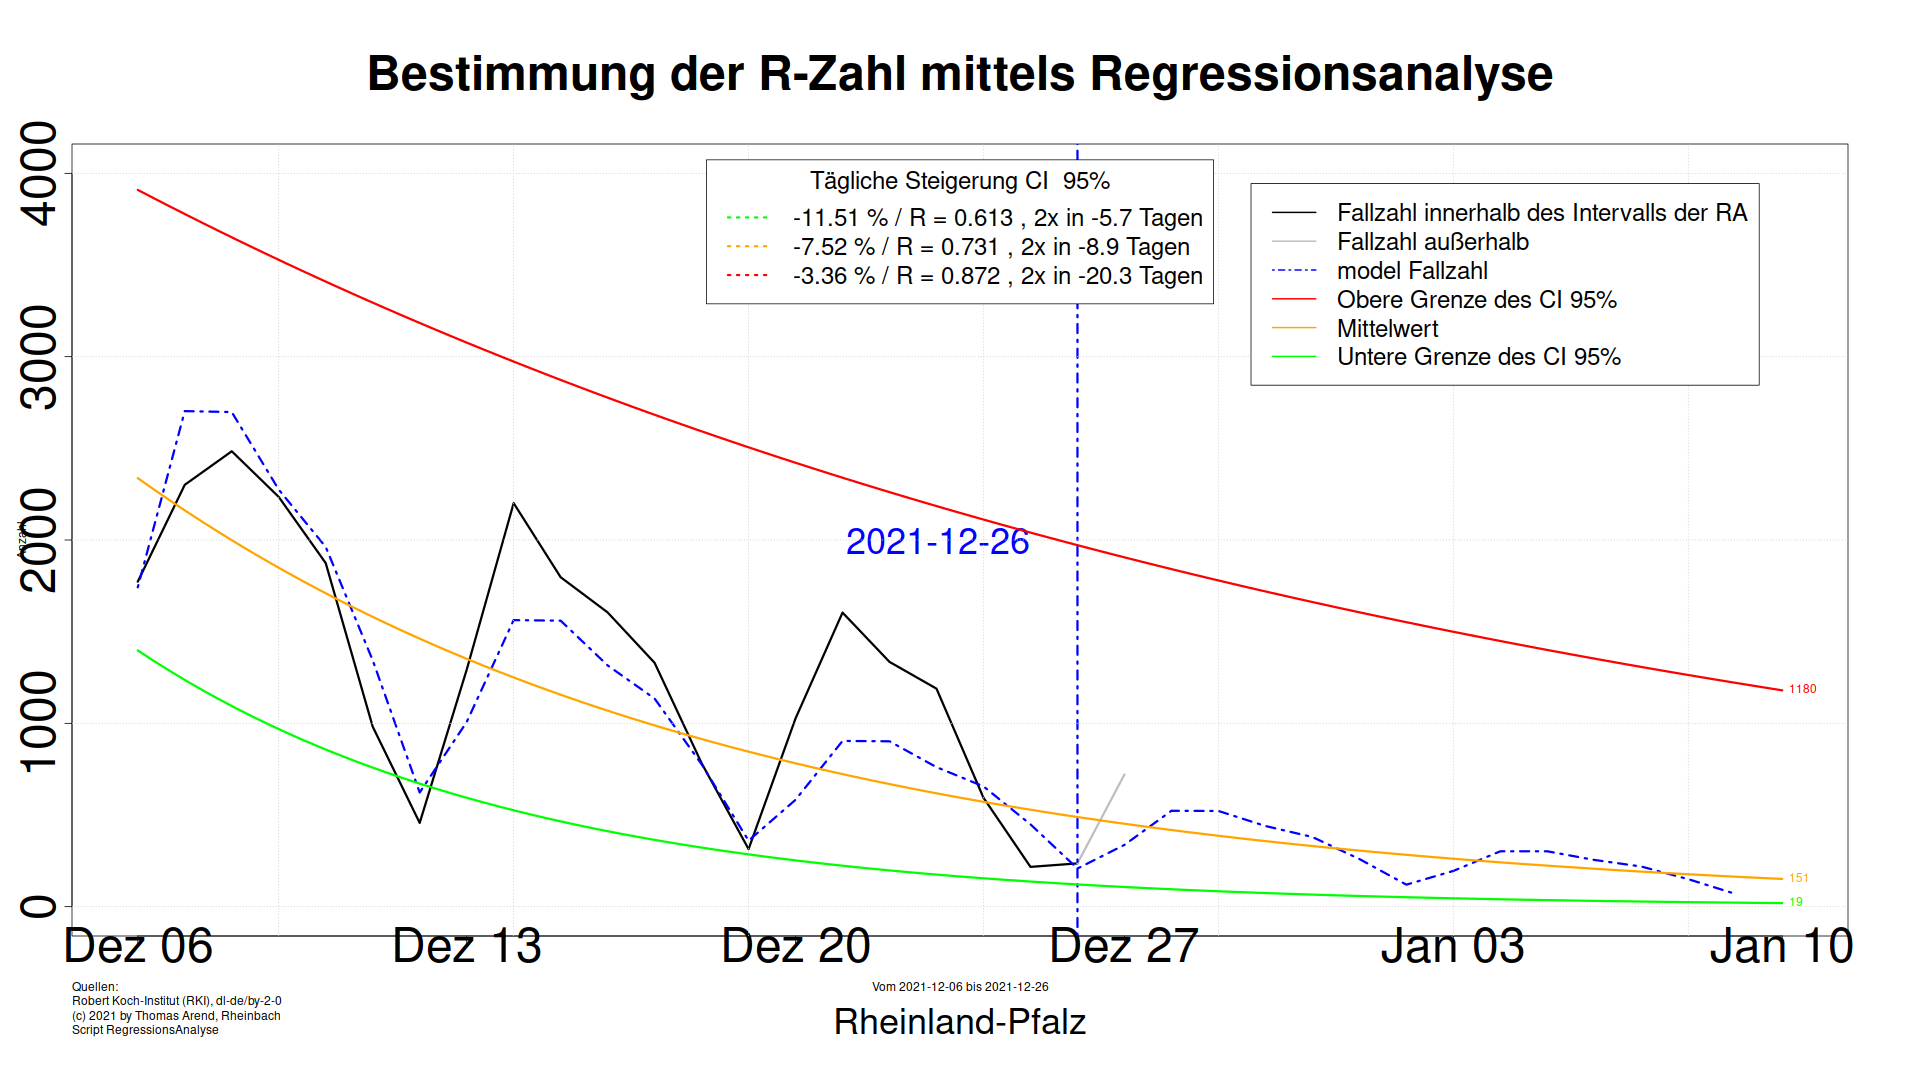 Bestimmung der R-Zahl mittels Regressionsanalyse
Anzahl
4000
3000
2000
1000
0
Tägliche Steigerung CI  95%
-11.51 % / R = 0.613 , 2x in -5.7 Tagen
-7.52 % / R = 0.731 , 2x in -8.9 Tagen
-3.36 % / R = 0.872 , 2x in -20.3 Tagen
Fallzahl innerhalb des Intervalls der RA
Fallzahl außerhalb
model Fallzahl
Obere Grenze des CI 95%
Mittelwert
Untere Grenze des CI 95%
2021-12-26
1180
151
19
Dez 06 Dez 13 Dez 20 Dez 27 Jan 03 Jan 10
Quellen:
Robert Koch-Institut (RKI), dl-de/by-2-0
(c) 2021 by Thomas Arend, Rheinbach
Script RegressionsAnalyse
Vom 2021-12-06 bis 2021-12-26
Rheinland-Pfalz